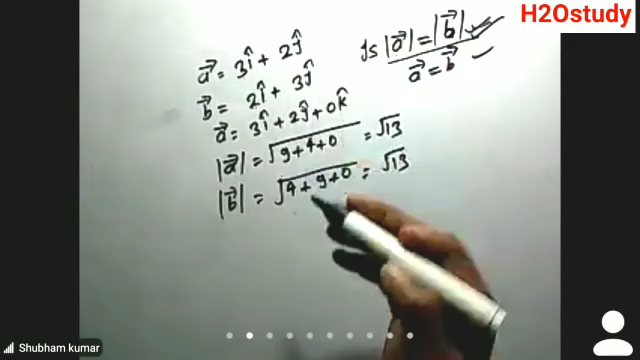 H2Ostudy
Is |a⃗| = |b⃗|
a⃗ = b⃗
a⃗ = 3î + 2ĵ
b⃗ = 2î + 3ĵ
a⃗ = 3î + 2ĵ + 0k̂
|a⃗| = √9+4+0 = √13
|b⃗| = √4+9+0 = √13
Shubham kumar